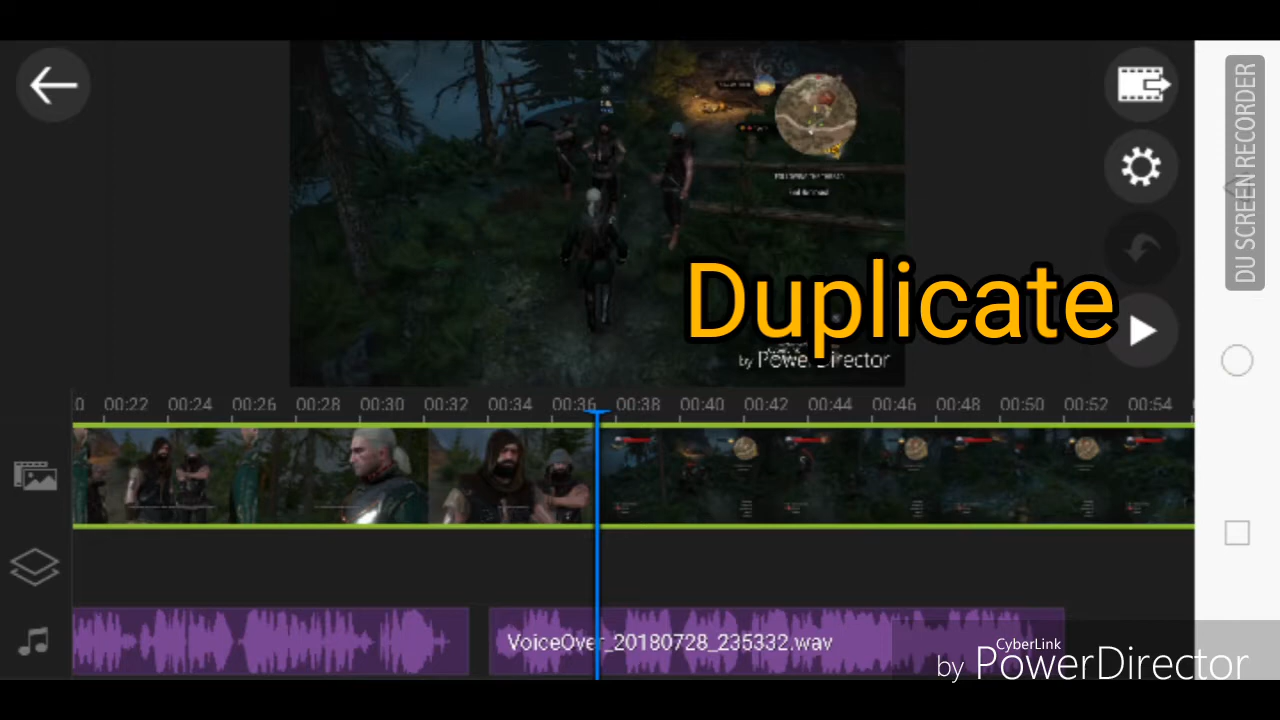 DU SCREEN RECORDER
Duplicate
by PowerDirector
00:22 00:24 00:26 00:28 00:30 00:32 00:34 00:36 00:38 00:40 00:42 00:44 00:46 00:48 00:50 00:52 00:54
VoiceOver_20180728_235332.wav
CyberLink
by PowerDirector